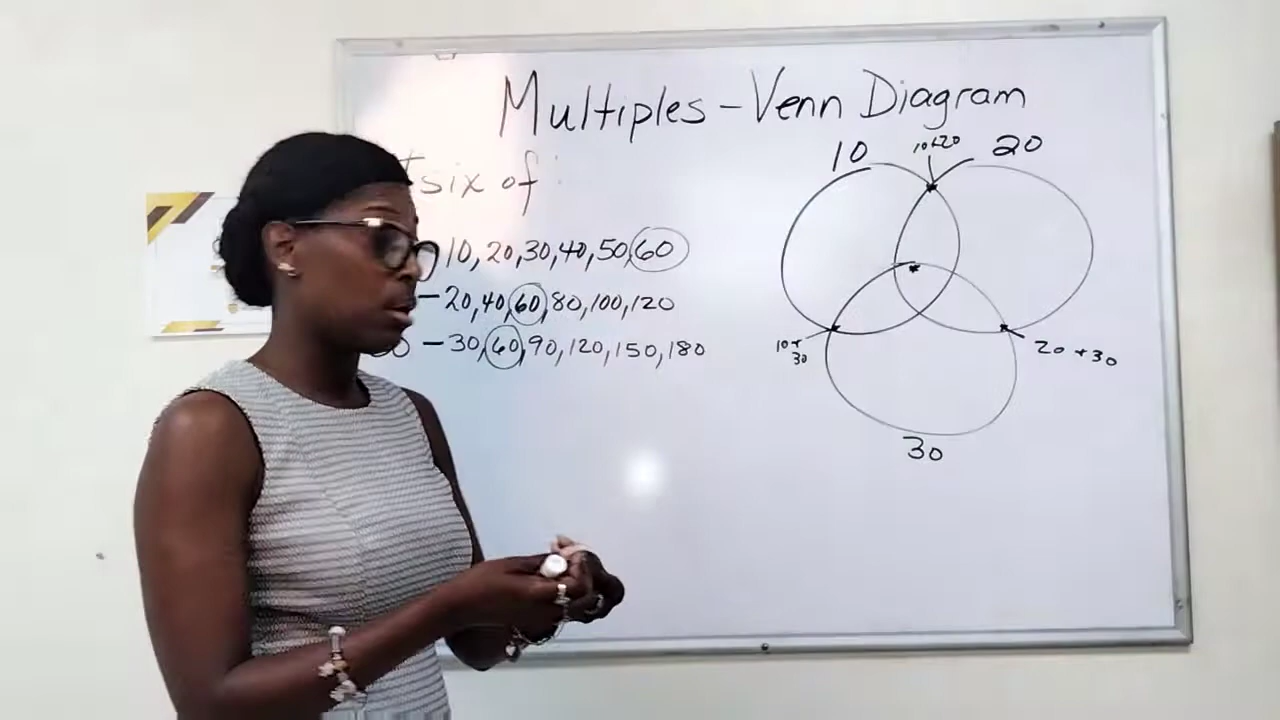 Multiples - Venn Diagram
six of :
10, 20, 30, 40, 50, 60
- 20, 40, 60, 80, 100, 120
- 30, 60, 90, 120, 150, 180
10 10+20 20
10+
30
20 + 30
30